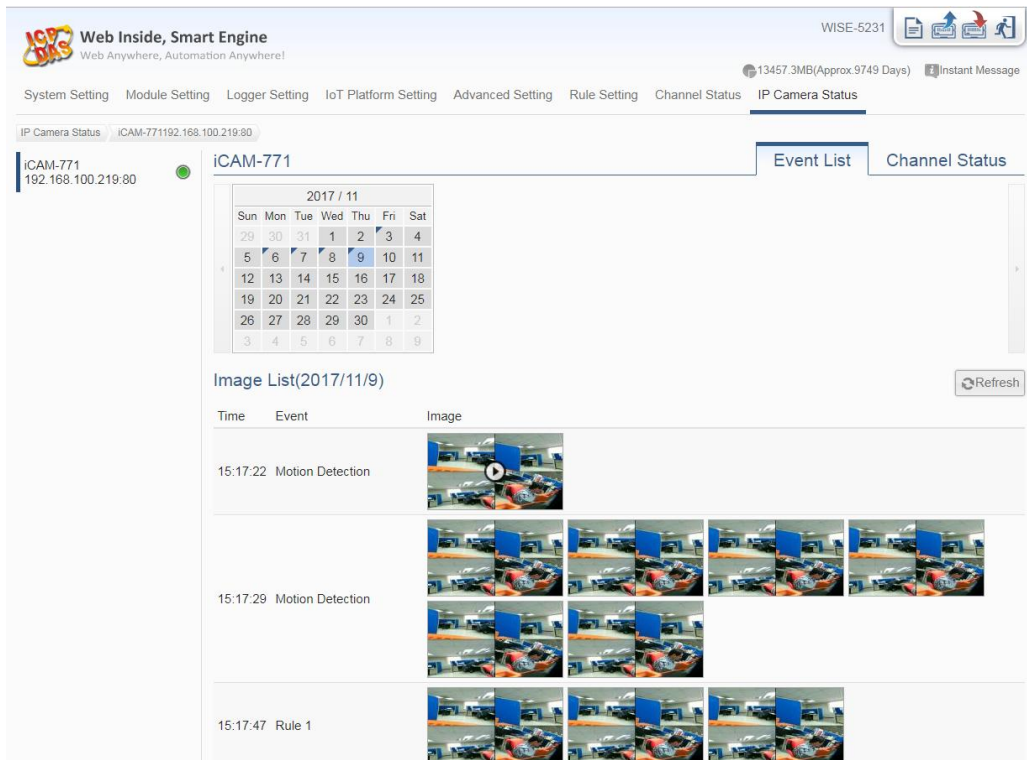 ICP DAS
Web Inside, Smart Engine
Web Anywhere, Automation Anywhere!
WISE-5231
13457.3MB(Approx.9749 Days) Instant Message
System Setting Module Setting Logger Setting IoT Platform Setting Advanced Setting Rule Setting Channel Status IP Camera Status
IP Camera Status iCAM-771192.168.100.219:80
iCAM-771
192.168.100.219:80
iCAM-771
Event List Channel Status
2017 / 11
Sun Mon Tue Wed Thu Fri Sat
29 30 31 1 2 3 4
5 6 7 8 9 10 11
12 13 14 15 16 17 18
19 20 21 22 23 24 25
26 27 28 29 30 1 2
3 4 5 6 7 8 9
Image List(2017/11/9)
Refresh
Time Event Image
15:17:22 Motion Detection
15:17:29 Motion Detection
15:17:47 Rule 1